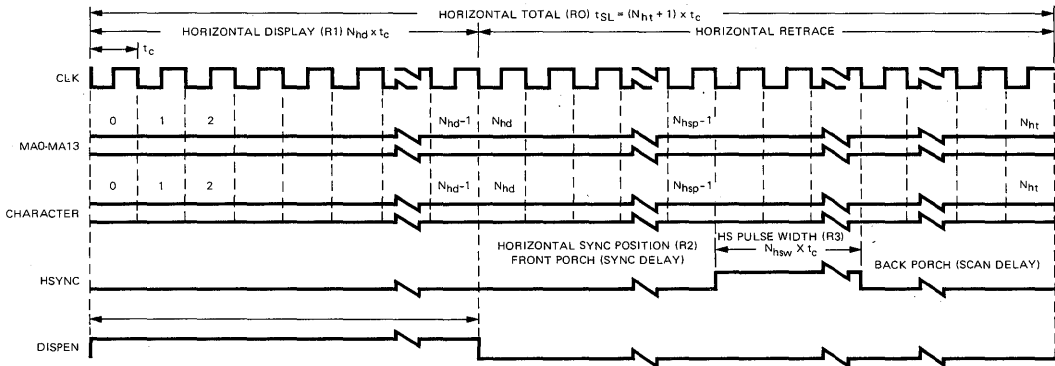 HORIZONTAL TOTAL (R0) tSL = (Nht + 1) x tc
HORIZONTAL DISPLAY (R1) Nhd x tc
HORIZONTAL RETRACE
tc
CLK
0 1 2 Nhd-1 Nhd Nhsp-1 Nht
MA0-MA13
0 1 2 Nhd-1 Nhd Nhsp-1 Nht
CHARACTER
HORIZONTAL SYNC POSITION (R2)
FRONT PORCH (SYNC DELAY)
HS PULSE WIDTH (R3)
Nhsw X tc
BACK PORCH (SCAN DELAY)
HSYNC
DISPEN